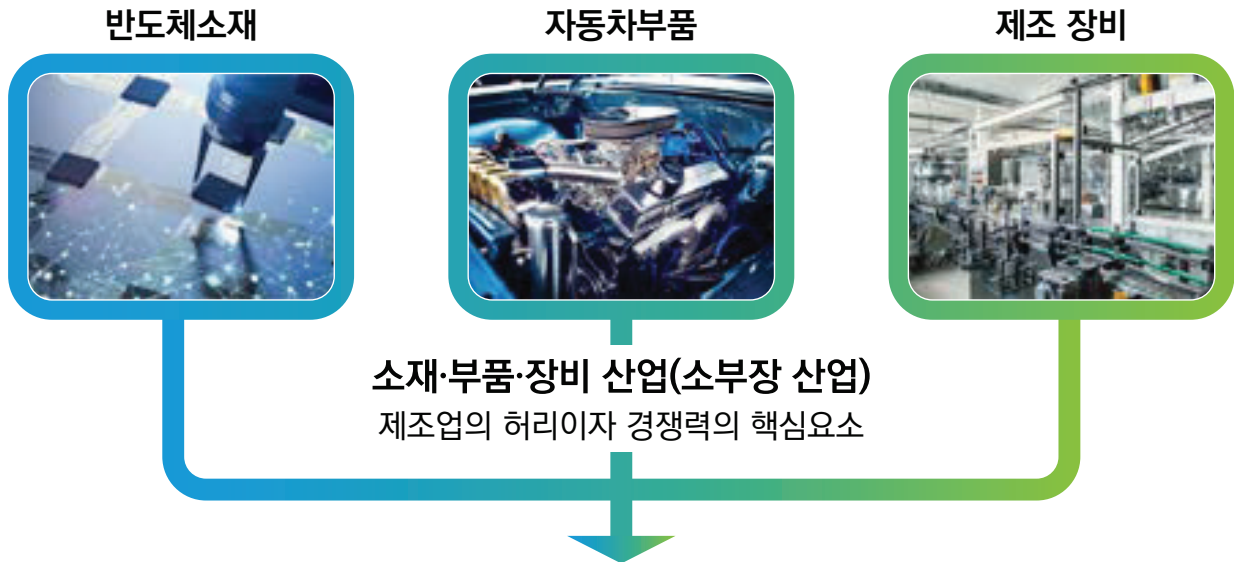 반도체소재
자동차부품
제조 장비
소재·부품·장비 산업(소부장 산업)
제조업의 허리이자 경쟁력의 핵심요소